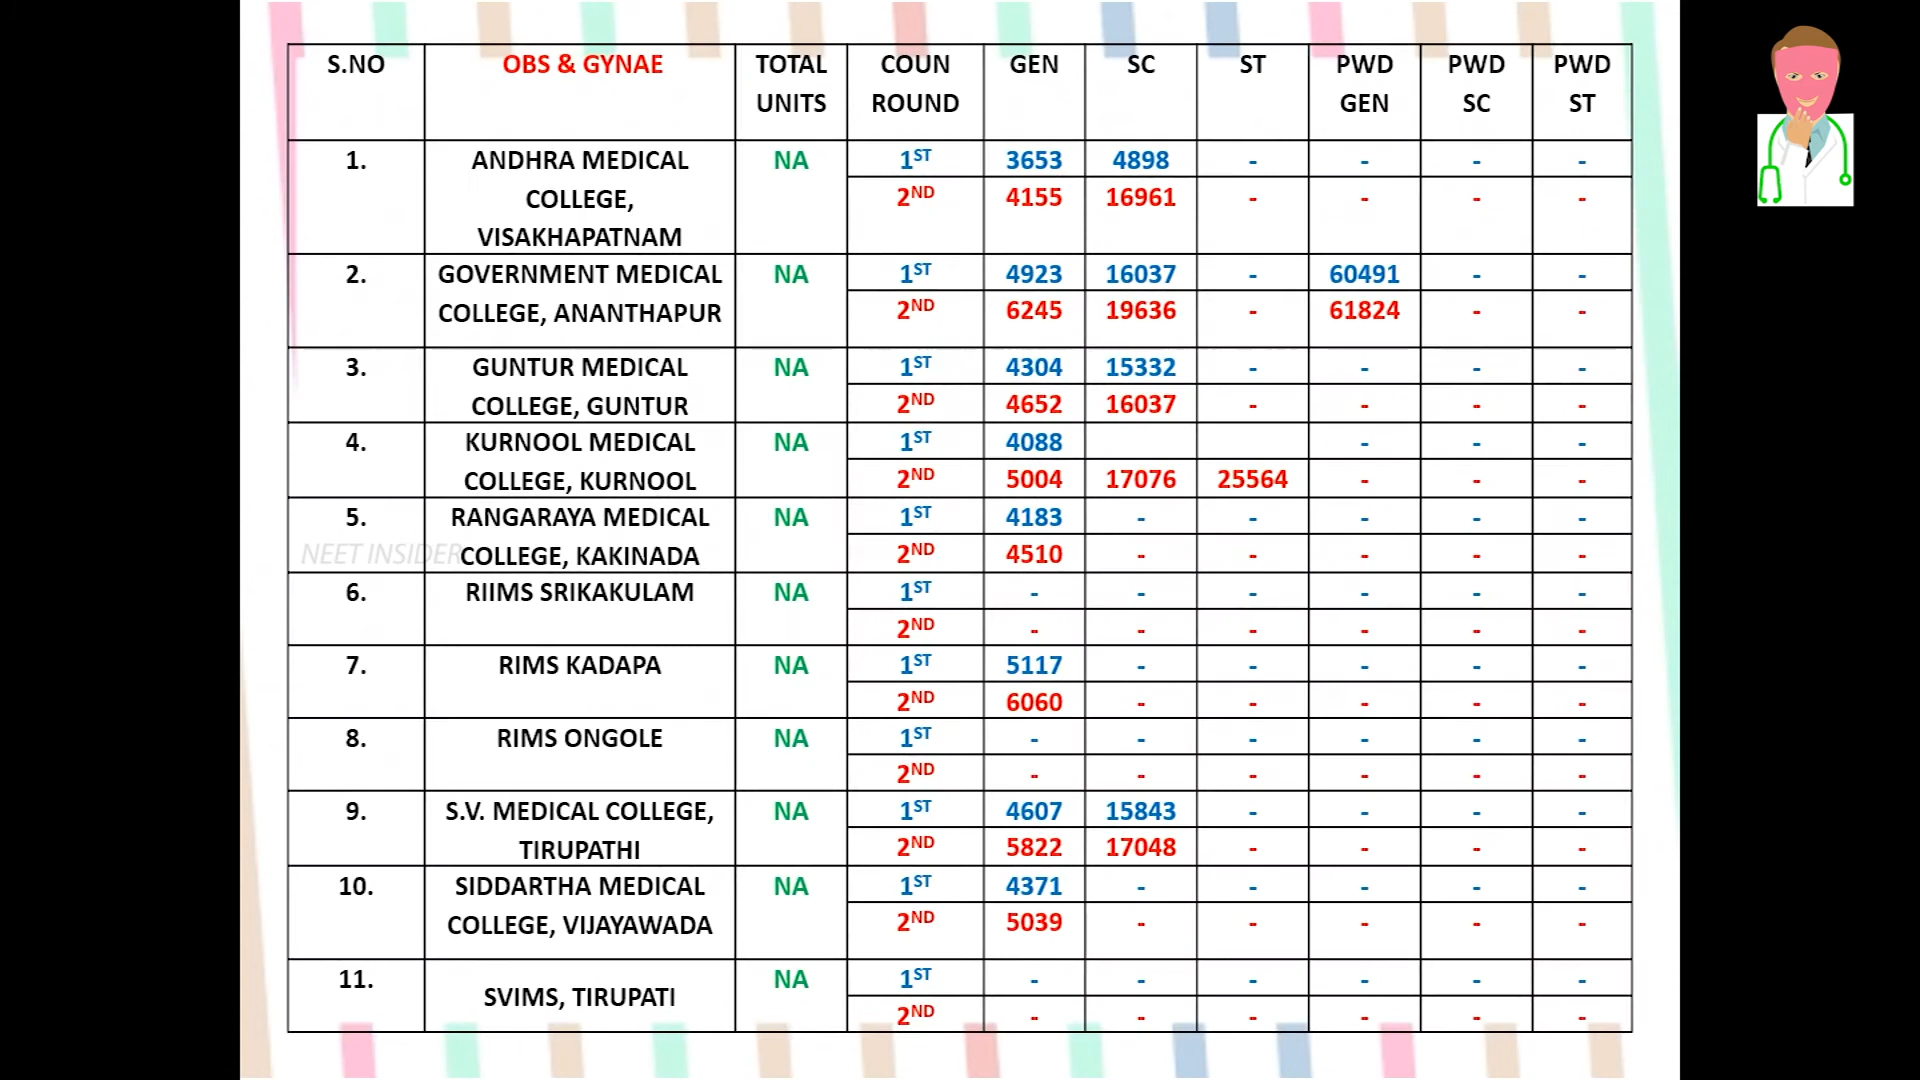 S.NO OBS & GYNAE TOTAL UNITS COUN ROUND GEN SC ST PWD GEN PWD SC PWD ST
1. ANDHRA MEDICAL NA 1ST 3653 4898 - - - -
COLLEGE, 2ND 4155 16961 - - - -
VISAKHAPATNAM
2. GOVERNMENT MEDICAL NA 1ST 4923 16037 - 60491 - -
COLLEGE, ANANTHAPUR 2ND 6245 19636 - 61824 - -
3. GUNTUR MEDICAL NA 1ST 4304 15332 - - - -
COLLEGE, GUNTUR 2ND 4652 16037 - - - -
4. KURNOOL MEDICAL NA 1ST 4088 - - -
COLLEGE, KURNOOL 2ND 5004 17076 25564 - - -
5. RANGARAYA MEDICAL NA 1ST 4183 - - - - -
NEET INSIDER
COLLEGE, KAKINADA 2ND 4510 - - - - -
6. RIIMS SRIKAKULAM NA 1ST - - - - - -
2ND - - - - - -
7. RIMS KADAPA NA 1ST 5117 - - - - -
2ND 6060 - - - - -
8. RIMS ONGOLE NA 1ST - - - - - -
2ND - - - - - -
9. S.V. MEDICAL COLLEGE, NA 1ST 4607 15843 - - - -
TIRUPATHI 2ND 5822 17048 - - - -
10. SIDDARTHA MEDICAL NA 1ST 4371 - - - - -
COLLEGE, VIJAYAWADA 2ND 5039 - - - - -
11. SVIMS, TIRUPATI NA 1ST - - - - - -
2ND - - - - - -